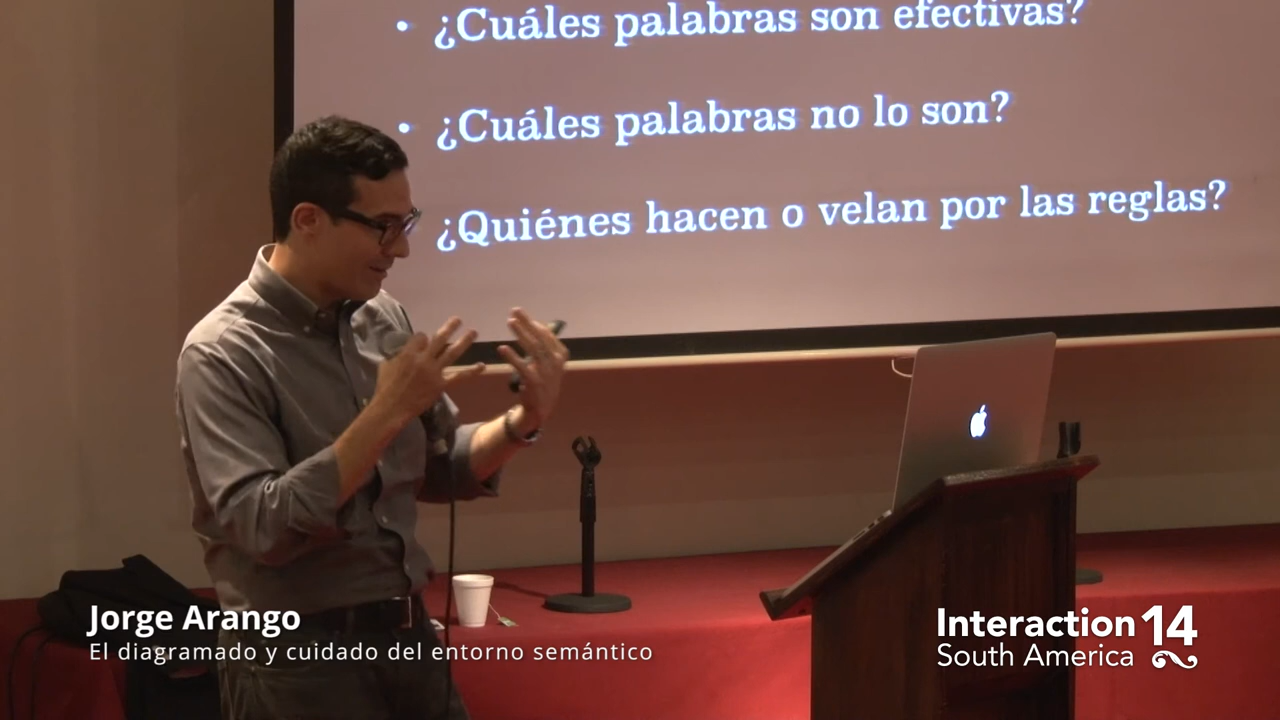 • ¿Cuáles palabras son efectivas?
• ¿Cuáles palabras no lo son?
¿Quiénes hacen o velan por las reglas?
Jorge Arango
El diagramado y cuidado del entorno semántico
Interaction 14
South America